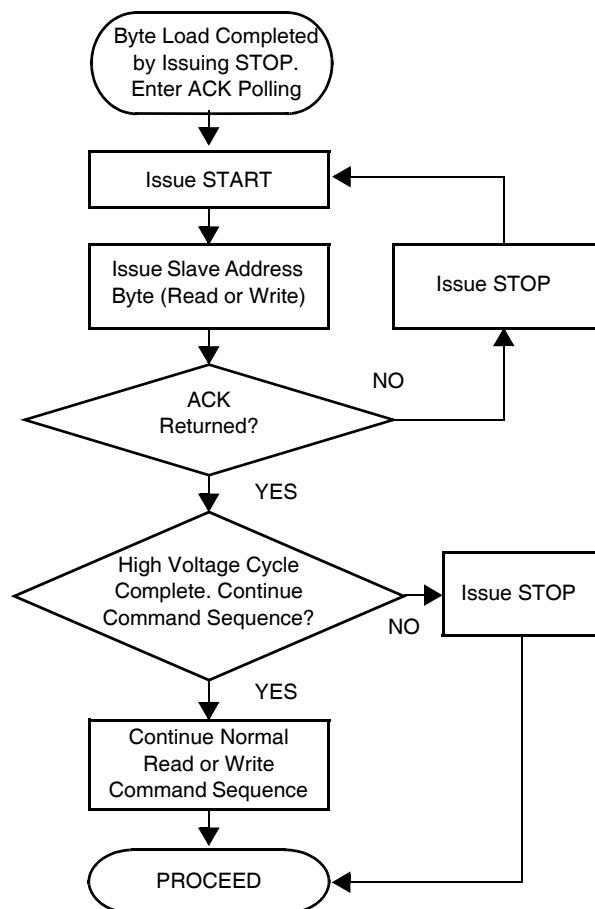 Byte Load Completed
by Issuing STOP.
Enter ACK Polling
Issue START
Issue Slave Address
Byte (Read or Write)
Issue STOP
NO
ACK
Returned?
YES
High Voltage Cycle
Complete. Continue
Command Sequence?
Issue STOP
NO
YES
Continue Normal
Read or Write
Command Sequence
PROCEED